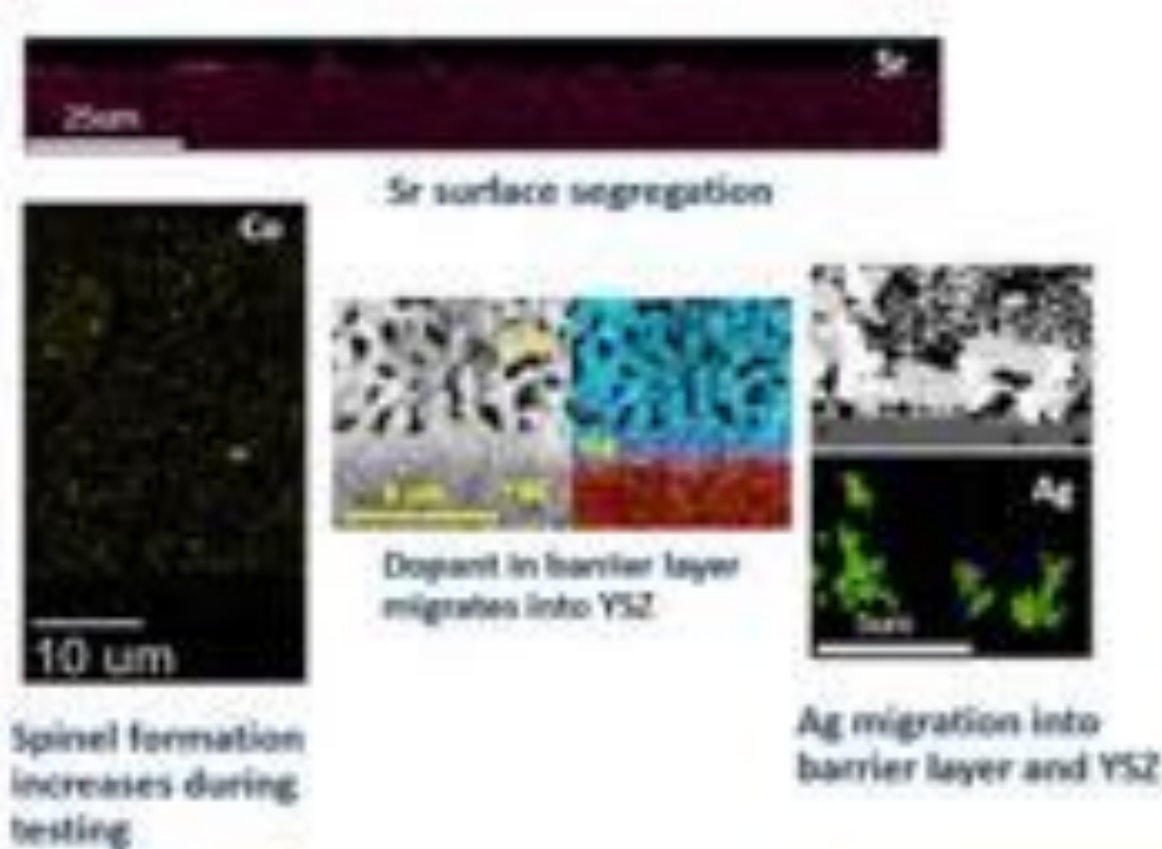 Sr
25um
Sr surface segregation
Co
Dopant in barrier layer
migrates into YSZ
Ag
5um
10 um
Spinel formation
increases during
testing
Ag migration into
barrier layer and YSZ